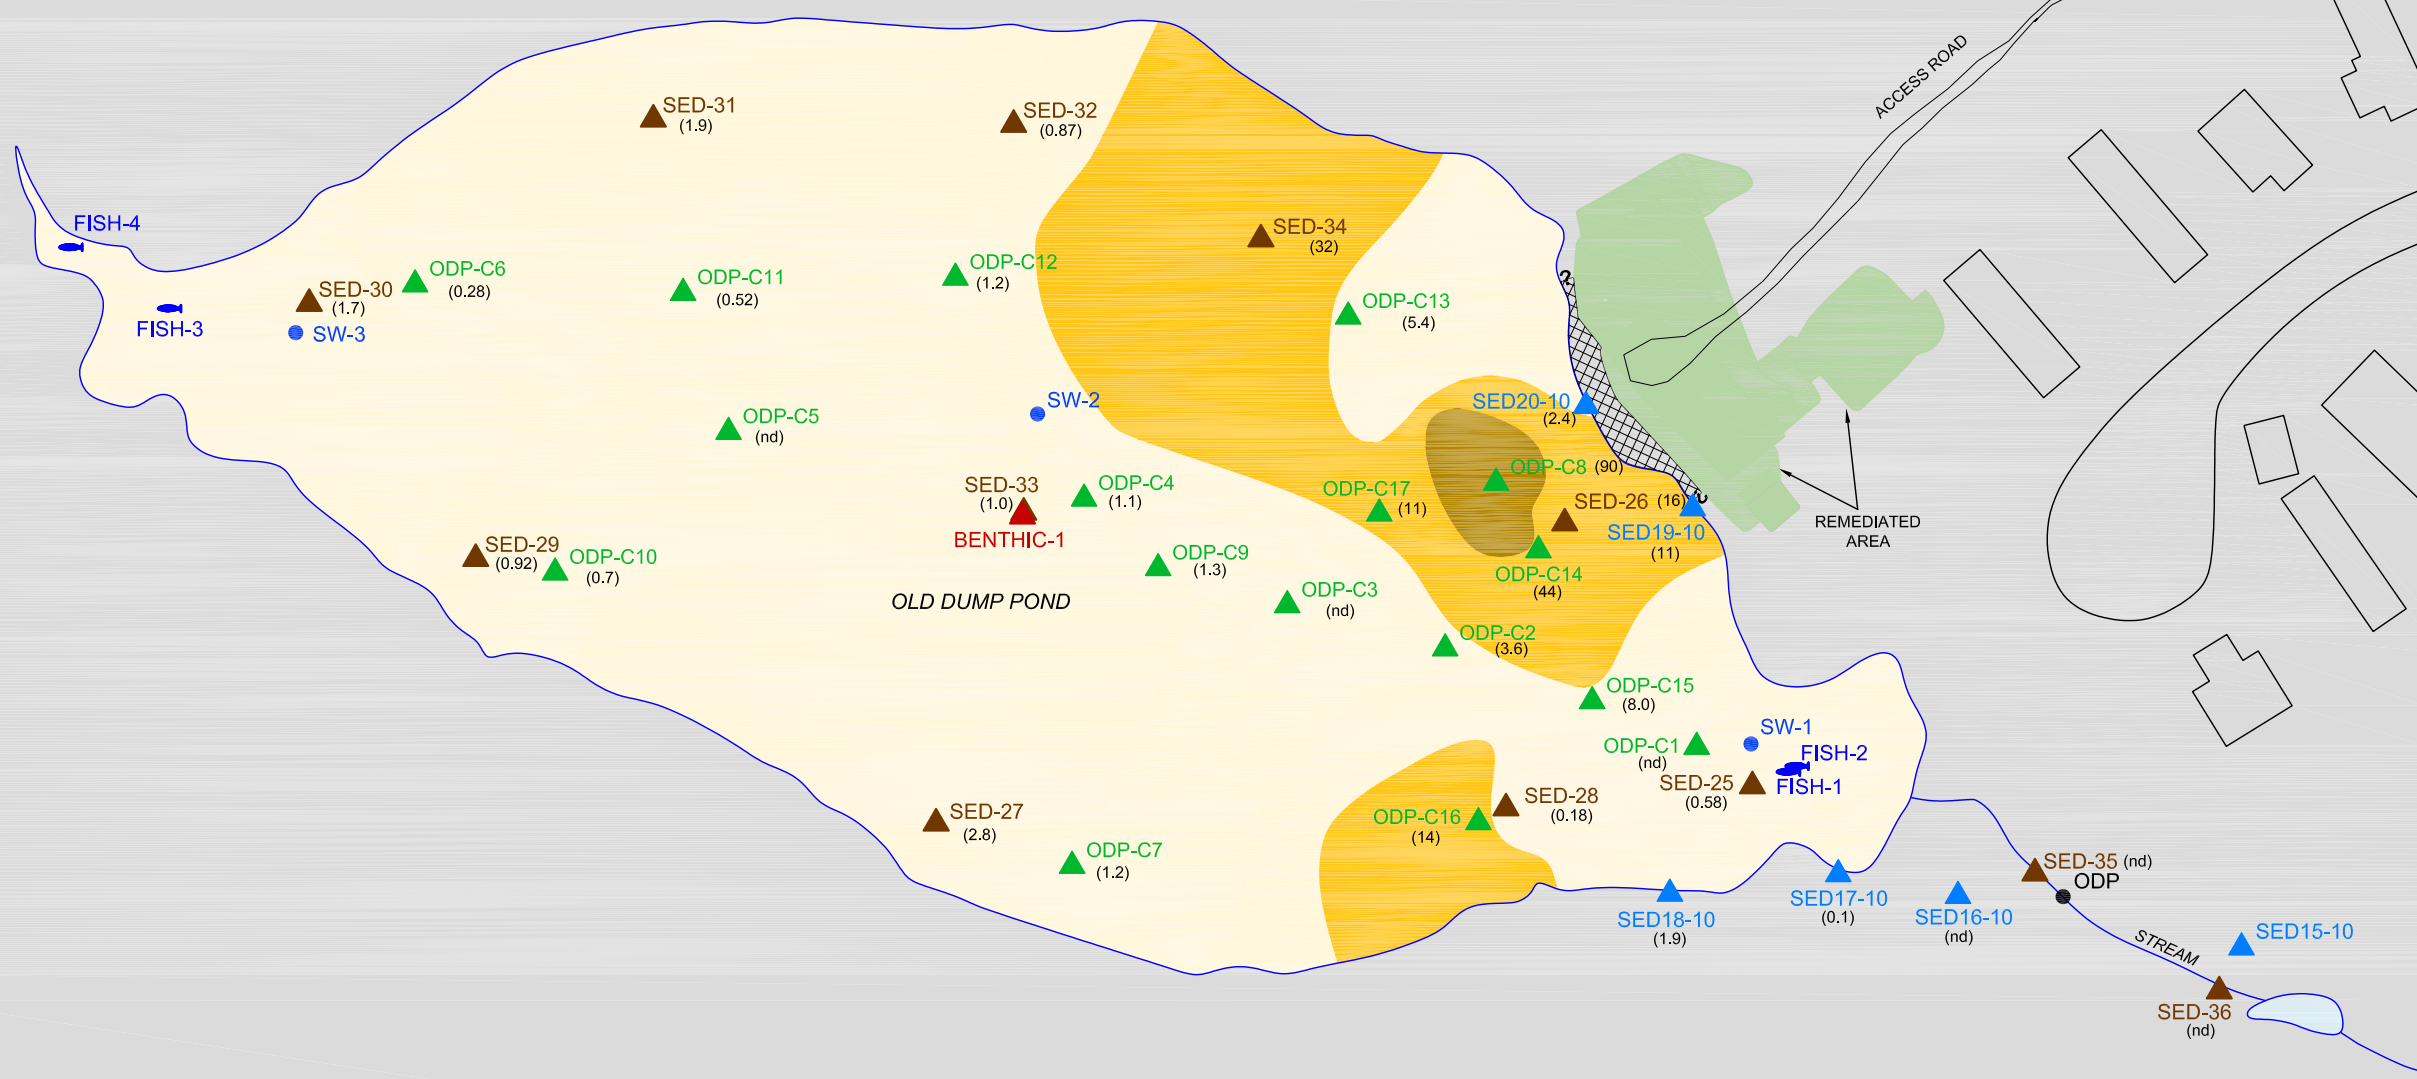 ACCESS ROAD
SED-31
(1.9)
SED-32
(0.87)
FISH-4
SED-34
(32)
ODP-C6
(0.28)
ODP-C11
(0.52)
ODP-C12
(1.2)
SED-30
(1.7)
ODP-C13
(5.4)
FISH-3
SW-3
?
SW-2
SED20-10
(2.4)
ODP-C5
(nd)
ODP-C8 (90)
SED-33
(1.0)
ODP-C4
(1.1)
ODP-C17
(11)
SED-26 (16)
?
BENTHIC-1
SED19-10
(11)
REMEDIATED
AREA
SED-29
(0.92)
ODP-C10
(0.7)
ODP-C9
(1.3)
ODP-C14
(44)
OLD DUMP POND
ODP-C3
(nd)
ODP-C2
(3.6)
ODP-C15
(8.0)
SW-1
ODP-C1
(nd)
FISH-2
SED-25
(0.58)
FISH-1
SED-27
(2.8)
ODP-C16
(14)
SED-28
(0.18)
ODP-C7
(1.2)
SED-35 (nd)
ODP
SED17-10
(0.1)
SED18-10
(1.9)
SED16-10
(nd)
SED15-10
STREAM
SED-36
(nd)